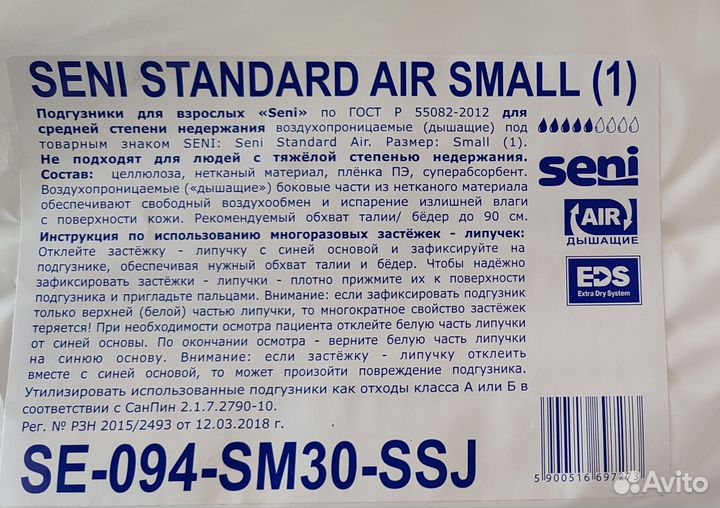 SENI STANDARD AIR SMALL (1)
Подгузники для взрослых «Seni» по ГОСТ Р 55082-2012 для
средней степени недержания воздухопроницаемые (дышащие) под
товарным знаком SENI: Seni Standard Air. Размер: Small (1).
Не подходят для людей с тяжёлой степенью недержания.
Состав: целлюлоза, нетканый материал, плёнка ПЭ, суперабсорбент.
Воздухопроницаемые («дышащие») боковые части из нетканого материала
обеспечивают свободный воздухообмен и испарение излишней влаги
с поверхности кожи. Рекомендуемый обхват талии/ бёдер до 90 см.
Инструкция по использованию многоразовых застёжек - липучек:
Отклейте застёжку - липучку с синей основой и зафиксируйте на
подгузнике, обеспечивая нужный обхват талии и бёдер. Чтобы надёжно
зафиксировать застёжки - липучки - плотно прижмите их к поверхности
подгузника и пригладьте пальцами. Внимание: если зафиксировать подгузник
только верхней (белой) частью липучки, то многократное свойство застёжек
теряется! При необходимости осмотра пациента отклейте белую часть липучки
от синей основы. По окончании осмотра - верните белую часть липучки
на синюю основу. Внимание: если застёжку - липучку отклеить
вместе с синей основой, то может произойти повреждение подгузника.
Утилизировать использованные подгузники как отходы класса А или Б в
соответствии с СанПин 2.1.7.2790-10.
Рег. № РЗН 2015/2493 от 12.03.2018 г.
SE-094-SM30-SSJ
seni
AIR
ДЫШАЩИЕ
EDS
Extra Dry System
5 900516 697273
Avito